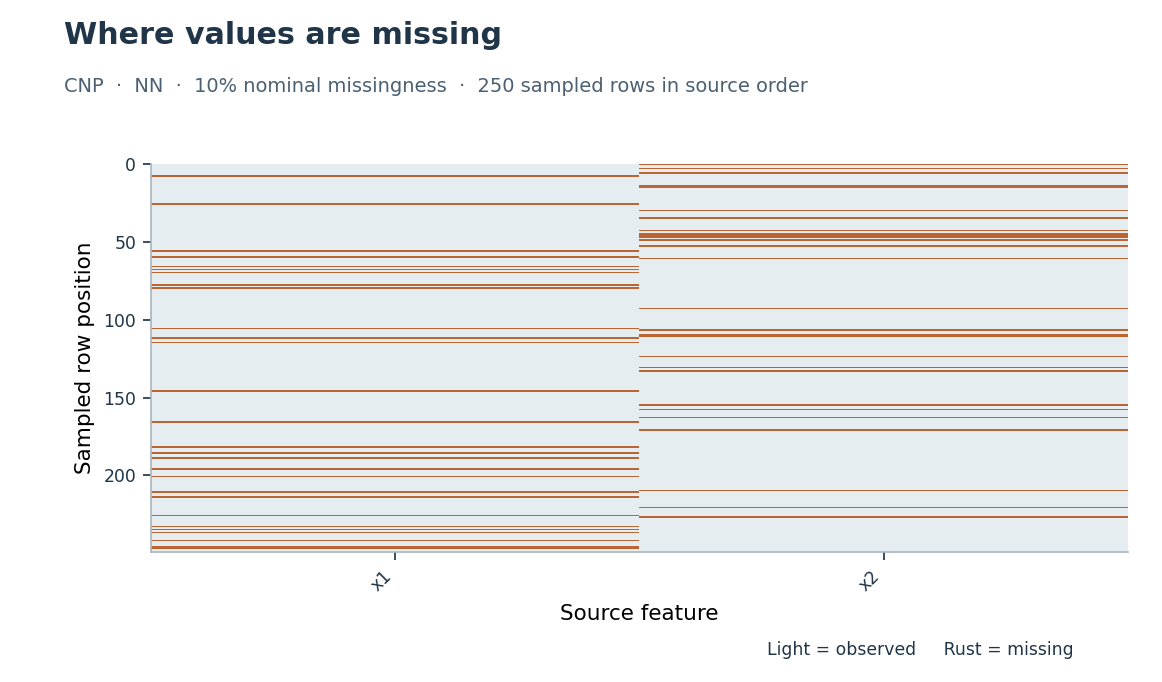 Where values are missing
CNP · NN · 10% nominal missingness · 250 sampled rows in source order
0
50
100
150
200
Sampled row position
x1
x2
Source feature
Light = observed Rust = missing